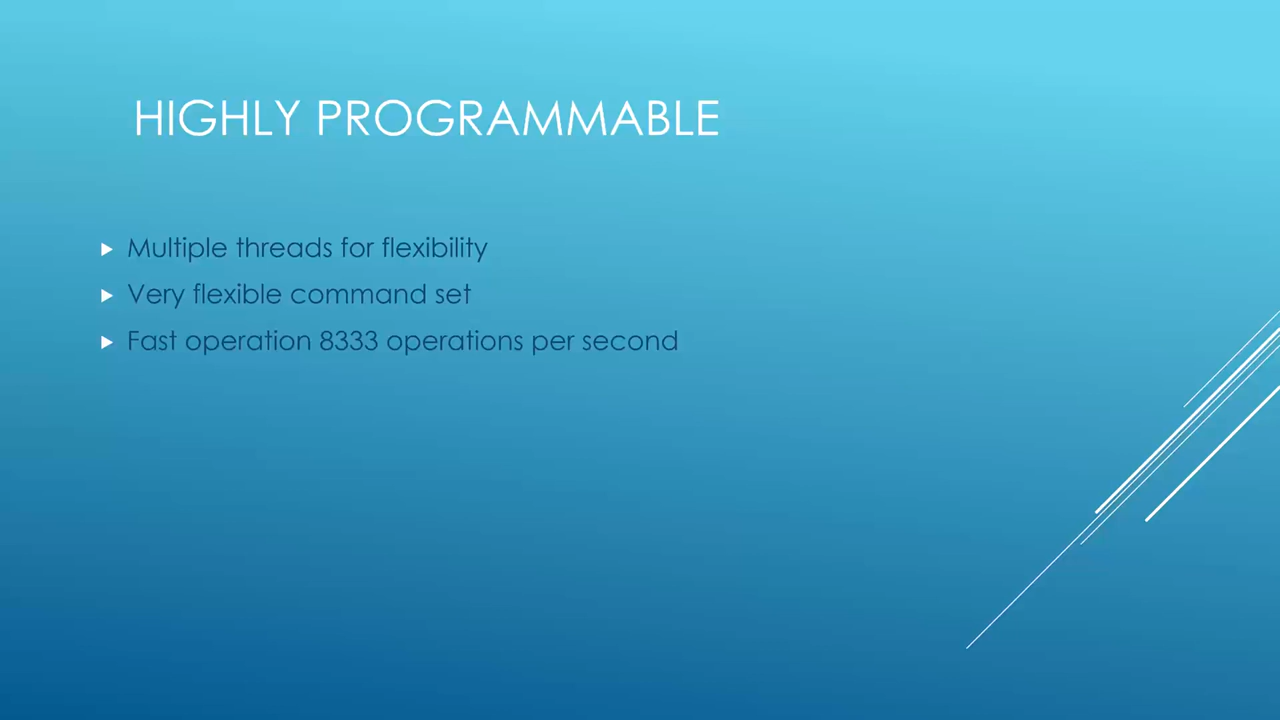 HIGHLY PROGRAMMABLE
Multiple threads for flexibility
Very flexible command set
Fast operation 8333 operations per second